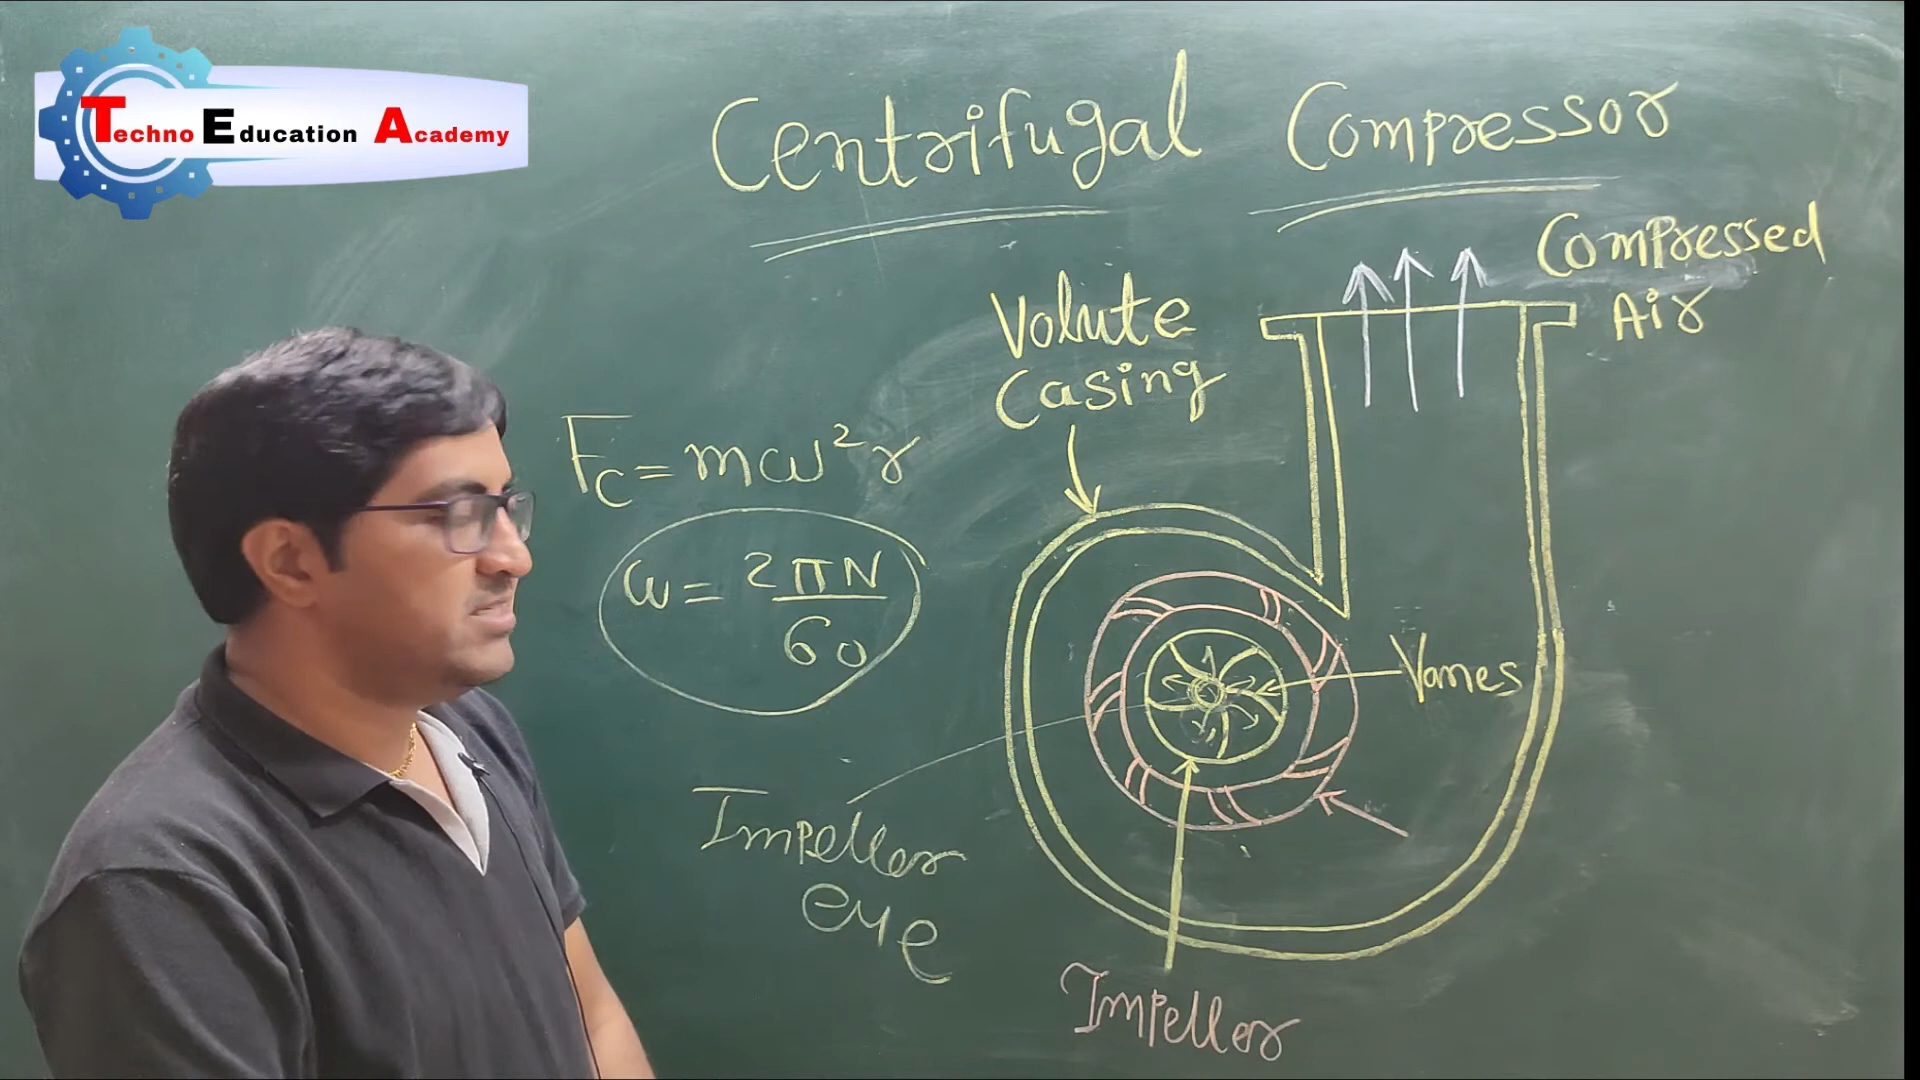 Techno Education Academy
Centrifugal Compressor
Compressed
Air
Volute
Casing
Fc = mω²r
ω = 2πN/60
Vanes
Impeller
eye
Impeller